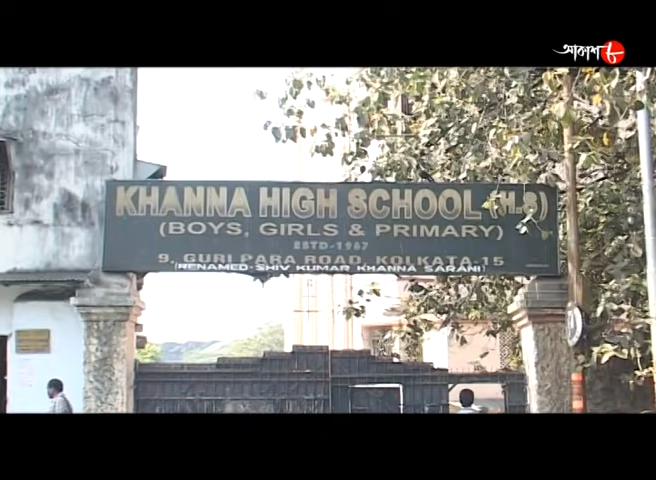 আকাশ ৮
KHANNA HIGH SCHOOL (H.S)
(BOYS, GIRLS & PRIMARY)
ESTD-1967
9, GURI PARA ROAD, KOLKATA-15
(RENAMED-SHIV KUMAR KHANNA SARANI)